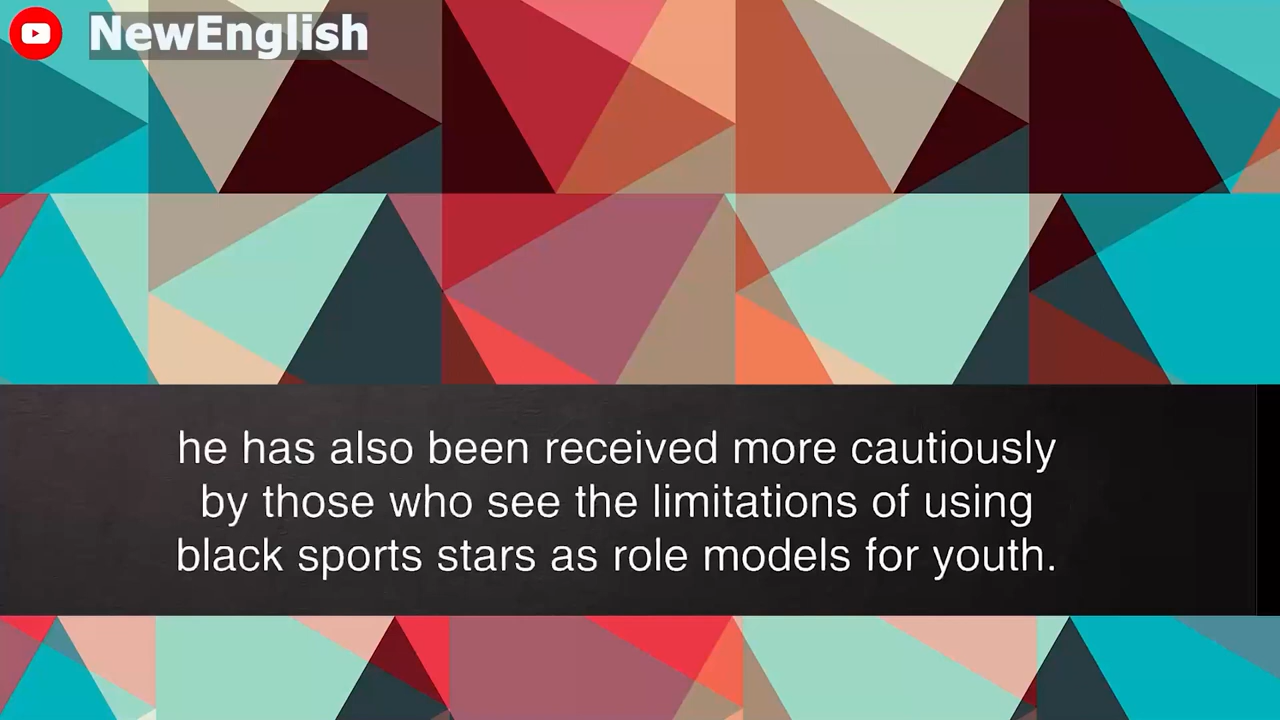 NewEnglish
he has also been received more cautiously
by those who see the limitations of using
black sports stars as role models for youth.